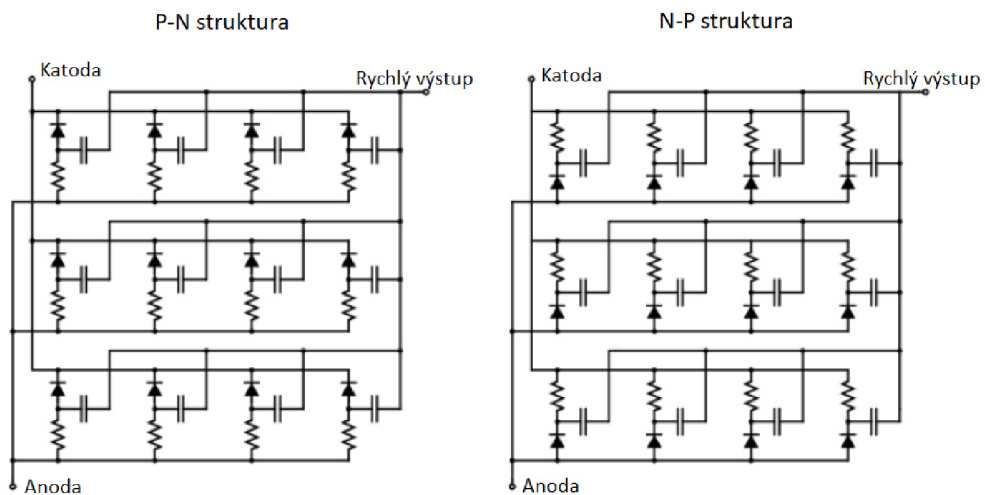 P-N struktura
N-P struktura
Katoda
Rychlý výstup
Katoda
Rychlý výstup
Anoda
Anoda